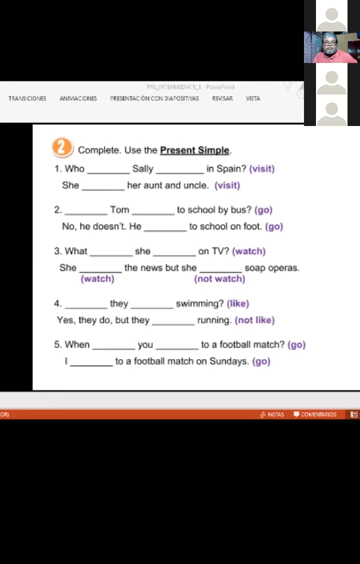 PRE_INTERMEDIATE_1 - PowerPoint
TRANSICIONES ANIMACIONES PRESENTACIÓN CON DIAPOSITIVAS REVISAR VISTA
2 Complete. Use the Present Simple.
1. Who ________ Sally _________ in Spain? (visit)
She ________ her aunt and uncle. (visit)
2. ________ Tom ________ to school by bus? (go)
No, he doesn't. He ________ to school on foot. (go)
3. What ________ she ________ on TV? (watch)
She ________ the news but she ________ soap operas.
(watch) (not watch)
4. ________ they ________ swimming? (like)
Yes, they do, but they ________ running. (not like)
5. When ________ you ________ to a football match? (go)
I ________ to a football match on Sundays. (go)
NOTAS COMENTARIOS